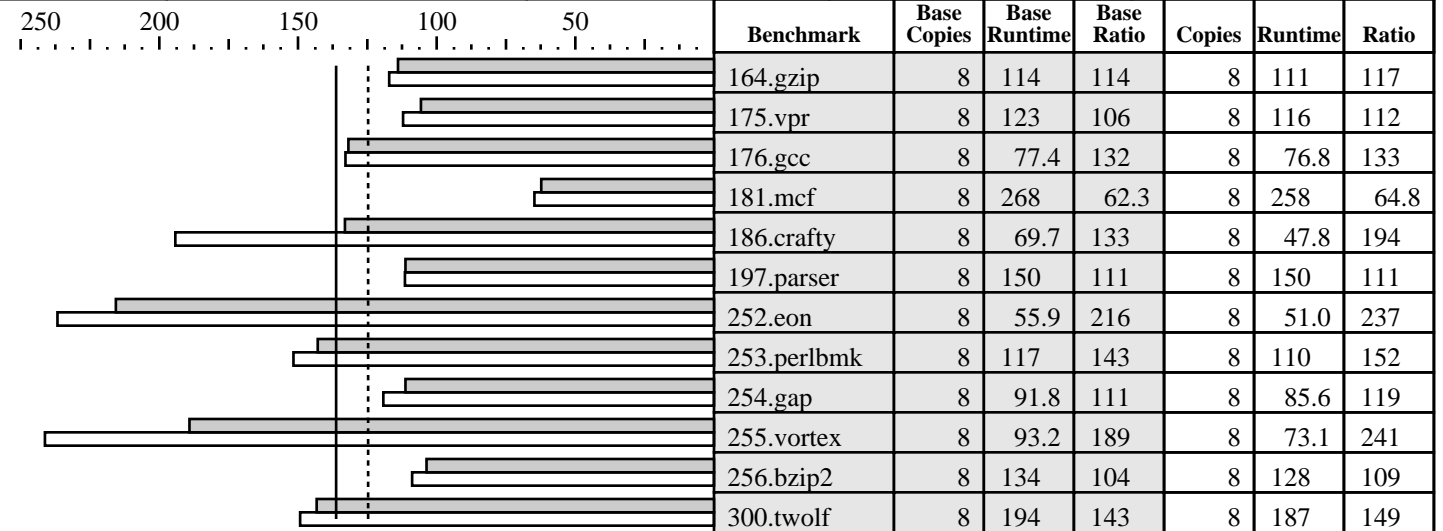 250 200 150 100 50
Benchmark Base Copies Base Runtime Base Ratio Copies Runtime Ratio
164.gzip 8 114 114 8 111 117
175.vpr 8 123 106 8 116 112
176.gcc 8 77.4 132 8 76.8 133
181.mcf 8 268 62.3 8 258 64.8
186.crafty 8 69.7 133 8 47.8 194
197.parser 8 150 111 8 150 111
252.eon 8 55.9 216 8 51.0 237
253.perlbmk 8 117 143 8 110 152
254.gap 8 91.8 111 8 85.6 119
255.vortex 8 93.2 189 8 73.1 241
256.bzip2 8 134 104 8 128 109
300.twolf 8 194 143 8 187 149